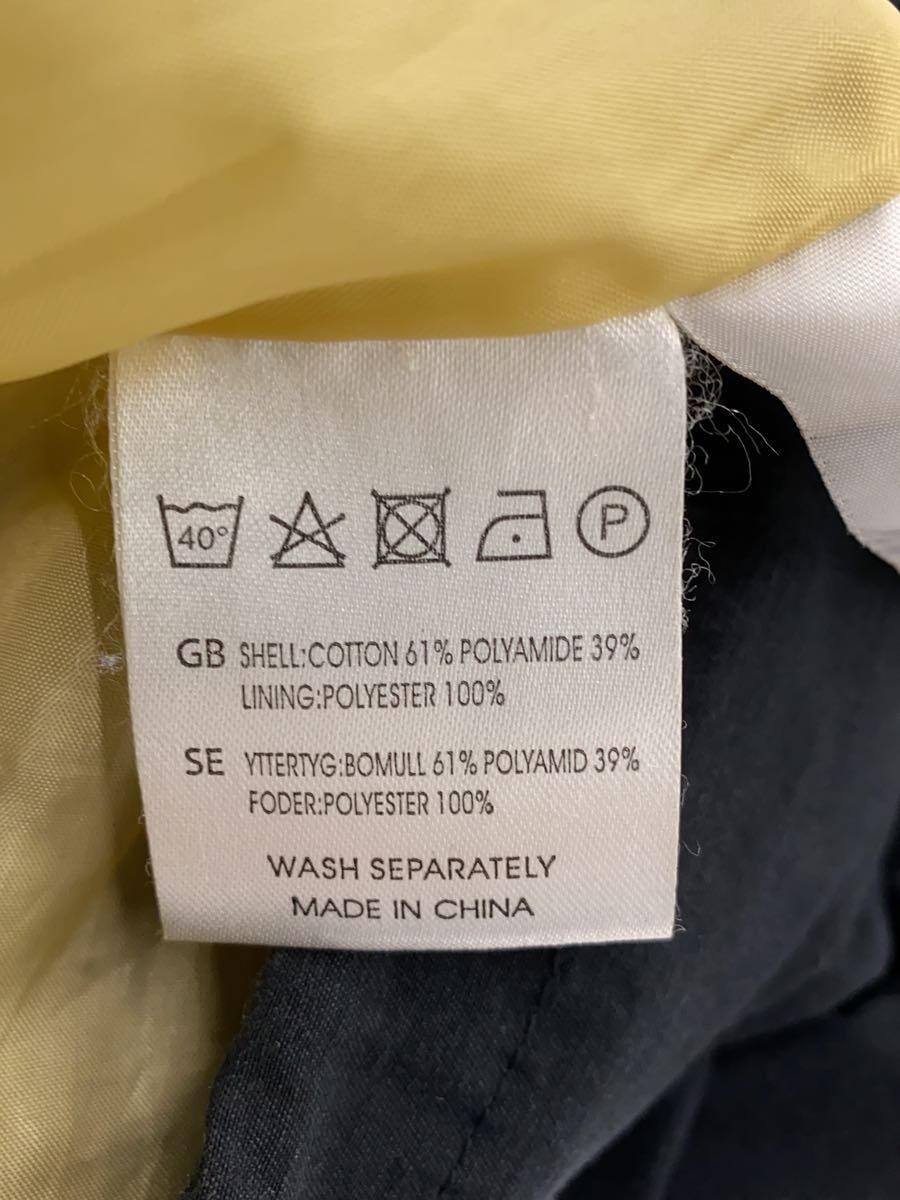 40°
P
GB SHELL:COTTON 61% POLYAMIDE 39%
LINING:POLYESTER 100%
SE YTTERTYG:BOMULL 61% POLYAMID 39%
FODER:POLYESTER 100%
WASH SEPARATELY
MADE IN CHINA